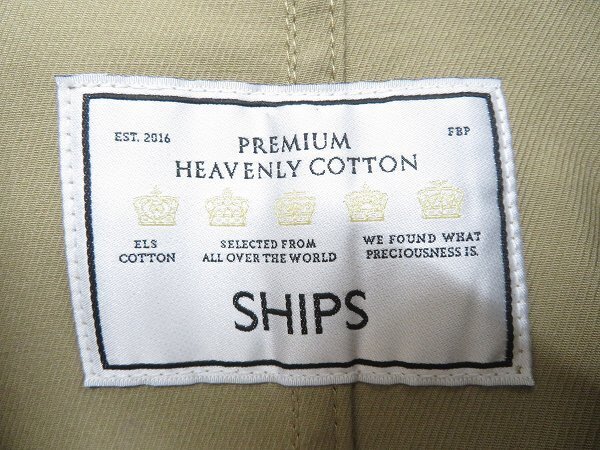 EST. 2016
FBP
PREMIUM
HEAVENLY COTTON
ELS
COTTON
SELECTED FROM
ALL OVER THE WORLD
WE FOUND WHAT
PRECIOUSNESS IS.
SHIPS